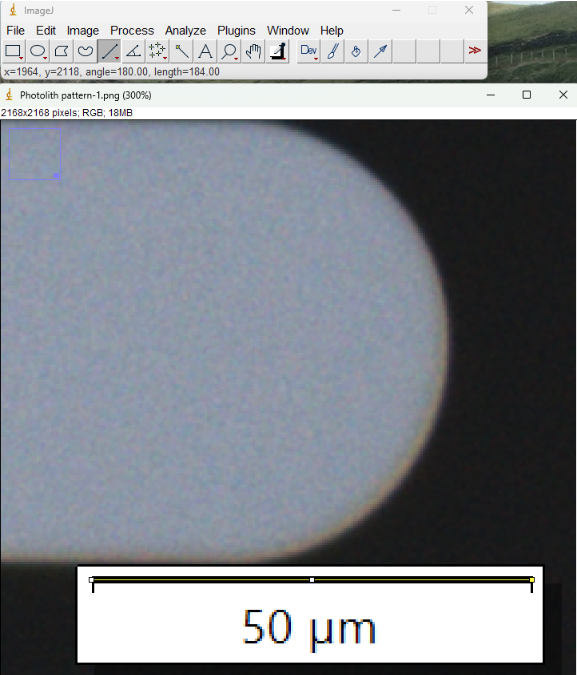 ImageJ
File Edit Image Process Analyze Plugins Window Help
A Dev >>
x=1964, y=2118, angle=180.00, length=184.00
Photolith pattern-1.png (300%)
2168x2168 pixels; RGB; 18MB
50 µm